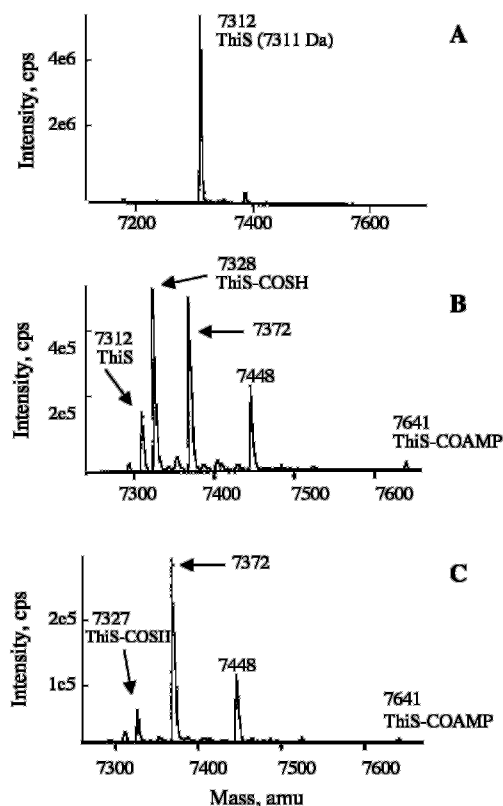 7312
ThiS (7311 Da)
A
Intensity, cps
4e6
2e6
7200 7400 7600
7328
ThiS-COSH
B
7312
ThiS
7372
7448
7641
ThiS-COAMP
Intensity, cps
4e5
2e5
7300 7400 7500 7600
C
7372
7327
ThiS-COSH
7448
7641
ThiS-COAMP
Intensity, cps
2e5
1e5
7300 7400 7500 7600
Mass, amu